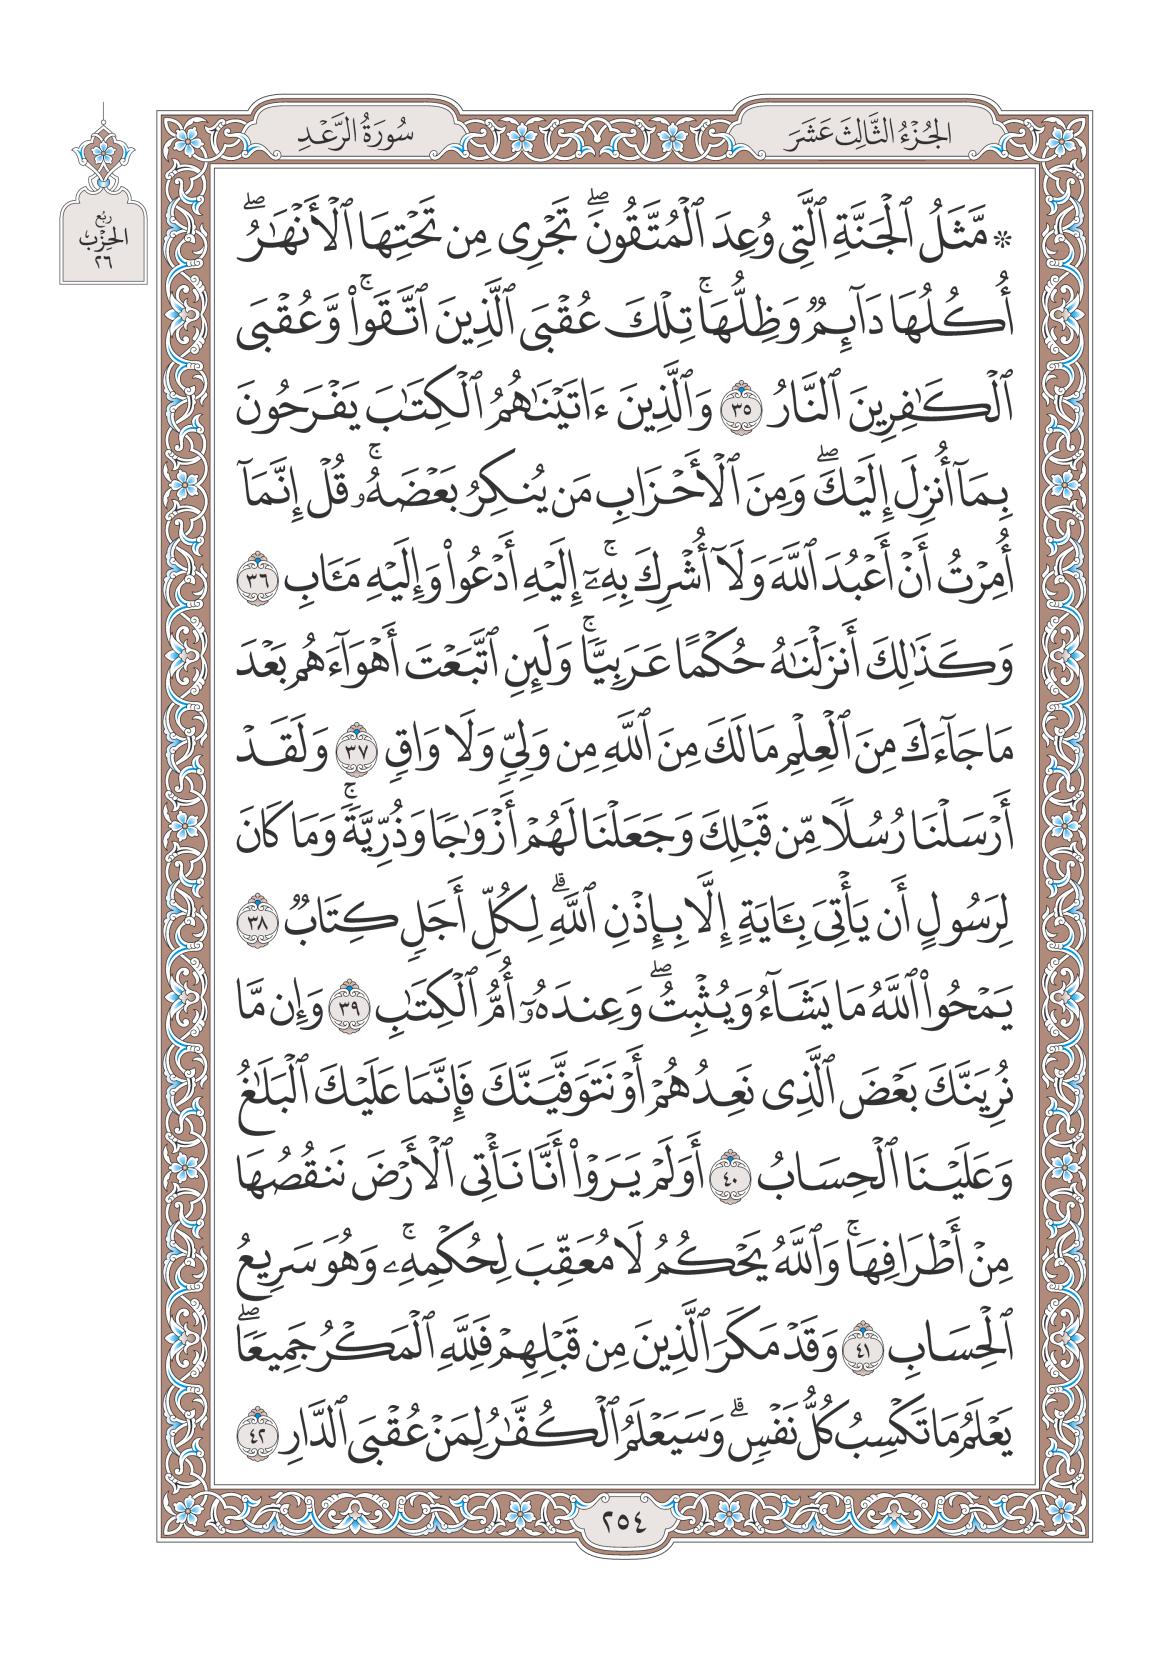 الجُزْءُ الثَّالِثَ عَشَرَ
سُورَةُ الرَّعْدِ
رُبُع
الحِزْب
٢٦
۞ مَّثَلُ ٱلْجَنَّةِ ٱلَّتِى وُعِدَ ٱلْمُتَّقُونَۖ تَجْرِى مِن تَحْتِهَا ٱلْأَنْهَٰرُۖ
أُكُلُهَا دَآئِمٌۭ وَظِلُّهَاۚ تِلْكَ عُقْبَى ٱلَّذِينَ ٱتَّقَوا۟ۚ وَّعُقْبَى
ٱلْكَٰفِرِينَ ٱلنَّارُ ٣٥ وَٱلَّذِينَ ءَاتَيْنَٰهُمُ ٱلْكِتَٰبَ يَفْرَحُونَ
بِمَآ أُنزِلَ إِلَيْكَۖ وَمِنَ ٱلْأَحْزَابِ مَن يُنكِرُ بَعْضَهُۥۚ قُلْ إِنَّمَآ
أُمِرْتُ أَنْ أَعْبُدَ ٱللَّهَ وَلَآ أُشْرِكَ بِهِۦٓۚ إِلَيْهِ أَدْعُوا۟ وَإِلَيْهِ مَـَٔابِ ٣٦
وَكَذَٰلِكَ أَنزَلْنَٰهُ حُكْمًا عَرَبِيًّۭاۚ وَلَئِنِ ٱتَّبَعْتَ أَهْوَآءَهُم بَعْدَ
مَا جَآءَكَ مِنَ ٱلْعِلْمِ مَا لَكَ مِنَ ٱللَّهِ مِن وَلِىٍّۢ وَلَا وَاقٍۢ ٣٧ وَلَقَدْ
أَرْسَلْنَا رُسُلًۭا مِّن قَبْلِكَ وَجَعَلْنَا لَهُمْ أَزْوَٰجًۭا وَذُرِّيَّةًۭۚ وَمَا كَانَ
لِرَسُولٍ أَن يَأْتِىَ بِـَٔايَةٍ إِلَّا بِإِذْنِ ٱللَّهِۗ لِكُلِّ أَجَلٍۢ كِتَابٌۭ ٣٨
يَمْحُوا۟ ٱللَّهُ مَا يَشَآءُ وَيُثْبِتُۖ وَعِندَهُۥٓ أُمُّ ٱلْكِتَٰبِ ٣٩ وَإِن مَّا
نُرِيَنَّكَ بَعْضَ ٱلَّذِى نَعِدُهُمْ أَوْ نَتَوَفَّيَنَّكَ فَإِنَّمَا عَلَيْكَ ٱلْبَلَٰغُ
وَعَلَيْنَا ٱلْحِسَابُ ٤٠ أَوَلَمْ يَرَوْا۟ أَنَّا نَأْتِى ٱلْأَرْضَ نَنقُصُهَا
مِنْ أَطْرَافِهَاۚ وَٱللَّهُ يَحْكُمُ لَا مُعَقِّبَ لِحُكْمِهِۦۚ وَهُوَ سَرِيعُ
ٱلْحِسَابِ ٤١ وَقَدْ مَكَرَ ٱلَّذِينَ مِن قَبْلِهِمْ فَلِلَّهِ ٱلْمَكْرُ جَمِيعًۭاۖ
يَعْلَمُ مَا تَكْسِبُ كُلُّ نَفْسٍۢۗ وَسَيَعْلَمُ ٱلْكُفَّٰرُ لِمَنْ عُقْبَى ٱلدَّارِ ٤٢
٢٥٤